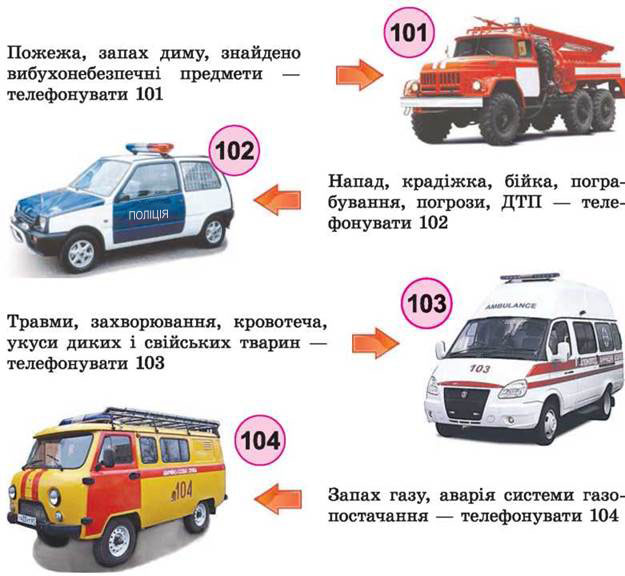 Пожежа, запах диму, знайдено
вибухонебезпечні предмети —
телефонувати 101
101
102
ПОЛІЦІЯ
Напад, крадіжка, бійка, погра-
бування, погрози, ДТП — теле-
фонувати 102
Травми, захворювання, кровотеча,
укуси диких і свійських тварин —
телефонувати 103
103
AMBULANCE
103
104
104
Запах газу, аварія системи газо-
постачання — телефонувати 104